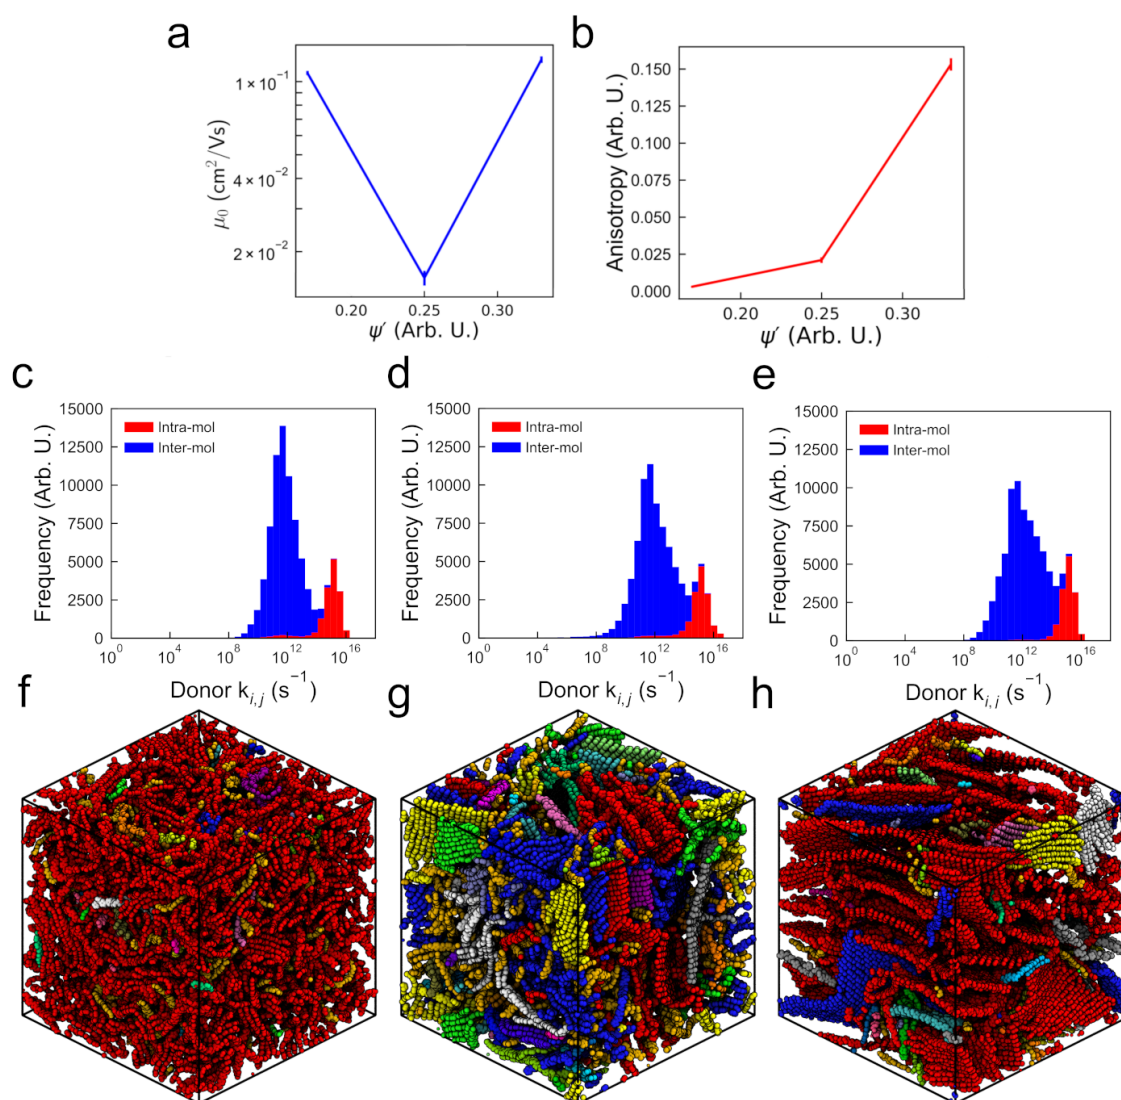 a
b
μ₀ (cm²/Vs)
1 × 10⁻¹
4 × 10⁻²
2 × 10⁻²
0.20
0.25
0.30
ψ′ (Arb. U.)
Anisotropy (Arb. U.)
0.150
0.125
0.100
0.075
0.050
0.025
0.000
0.20
0.25
0.30
ψ′ (Arb. U.)
c
d
e
Frequency (Arb. U.)
15000
12500
10000
7500
5000
2500
0
Intra-mol
Inter-mol
10⁰
10⁴
10⁸
10¹²
10¹⁶
Donor kᵢ,ⱼ (s⁻¹)
Frequency (Arb. U.)
15000
12500
10000
7500
5000
2500
0
Intra-mol
Inter-mol
10⁰
10⁴
10⁸
10¹²
10¹⁶
Donor kᵢ,ⱼ (s⁻¹)
Frequency (Arb. U.)
15000
12500
10000
7500
5000
2500
0
Intra-mol
Inter-mol
10⁰
10⁴
10⁸
10¹²
10¹⁶
Donor kᵢ,ⱼ (s⁻¹)
f
g
h